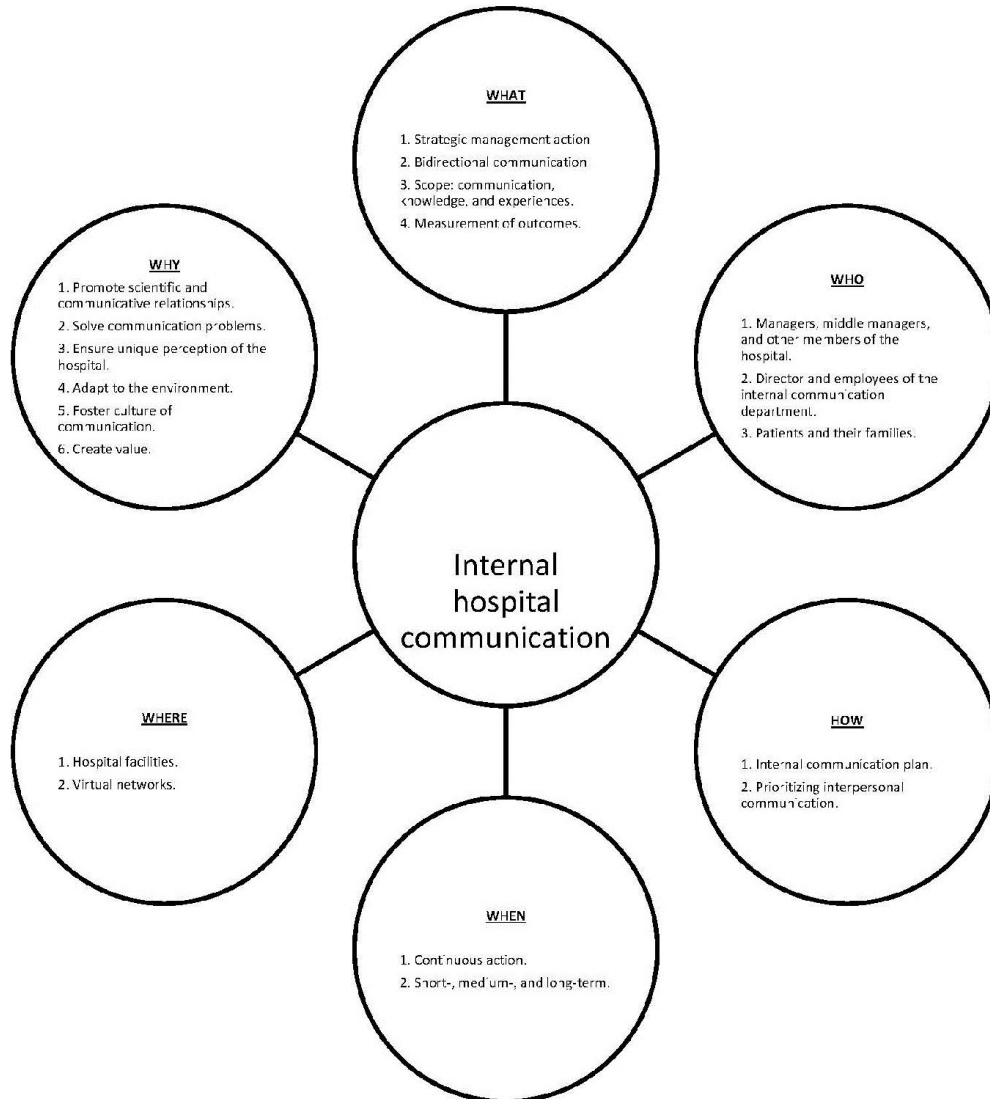 WHAT
1. Strategic management action
2. Bidirectional communication
3. Scope: communication,
knowledge, and experiences.
4. Measurement of outcomes.
WHY
1. Promote scientific and
communicative relationships.
2. Solve communication problems.
3. Ensure unique perception of the
hospital.
4. Adapt to the environment.
5. Foster culture of
communication.
6. Create value.
WHO
1. Managers, middle managers,
and other members of the
hospital.
2. Director and employees of the
internal communication
department.
3. Patients and their families.
Internal
hospital
communication
WHERE
1. Hospital facilities.
2. Virtual networks.
HOW
1. Internal communication plan.
2. Prioritizing interpersonal
communication.
WHEN
1. Continuous action.
2. Short-, medium-, and long-term.